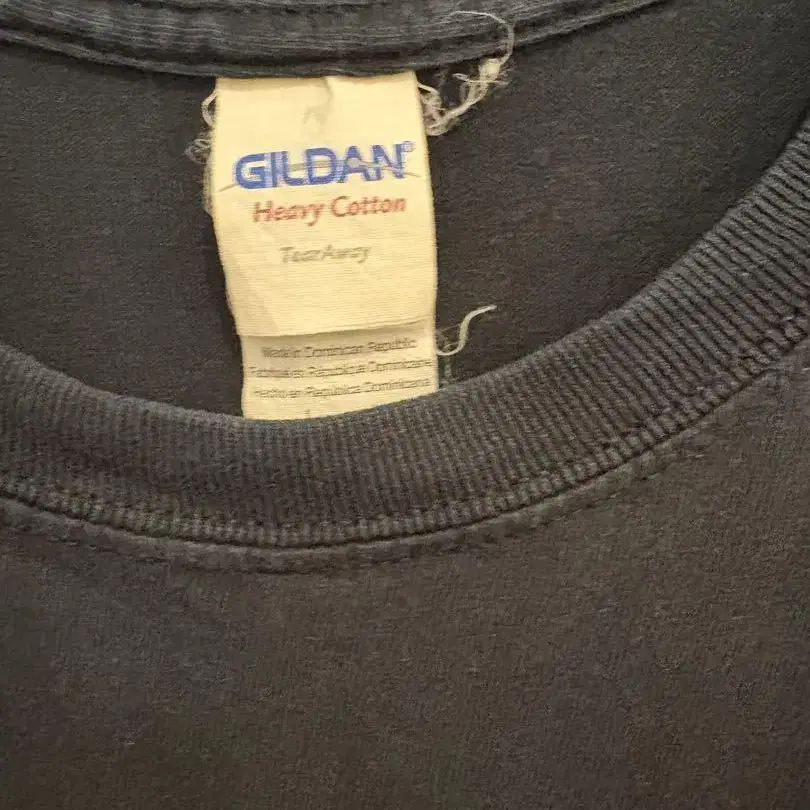 GILDAN®
Heavy Cotton
TearAway
Made in Dominican Republic
Fabriqué en République Dominicaine
Hecho en República Dominicana